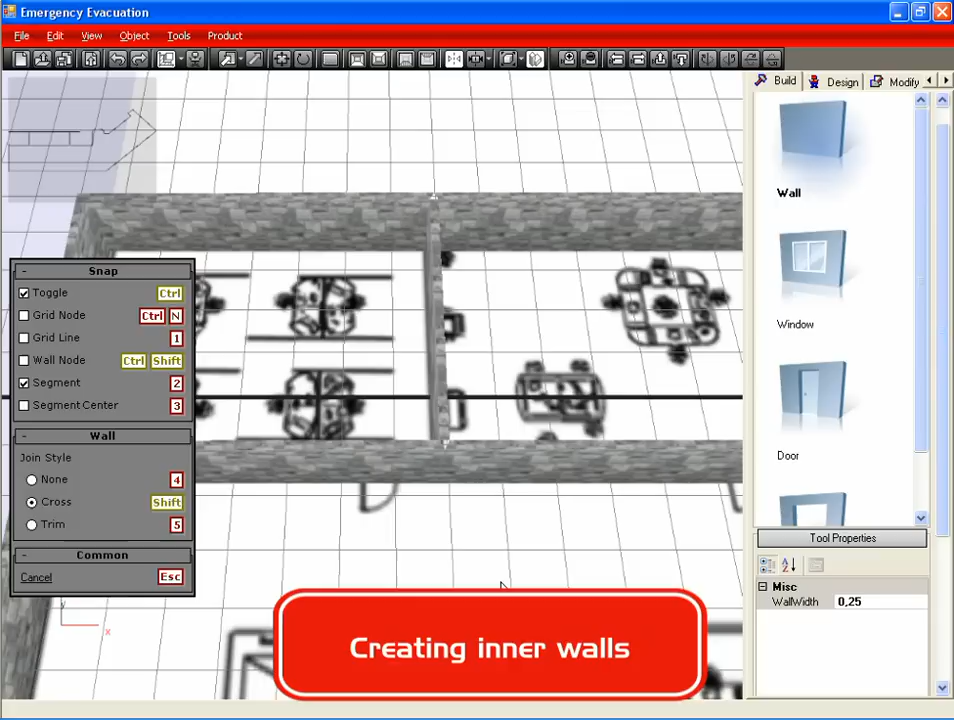 Emergency Evacuation
File Edit View Object Tools Product
Build Design Modify
Wall
Window
Door
Snap
Toggle Ctrl
Grid Node Ctrl N
Grid Line 1
Wall Node Ctrl Shift
Segment 2
Segment Center 3
Wall
Join Style
None 4
Cross Shift
Trim 5
Common
Cancel Esc
Tool Properties
Misc
WallWidth 0,25
y
x
Creating inner walls